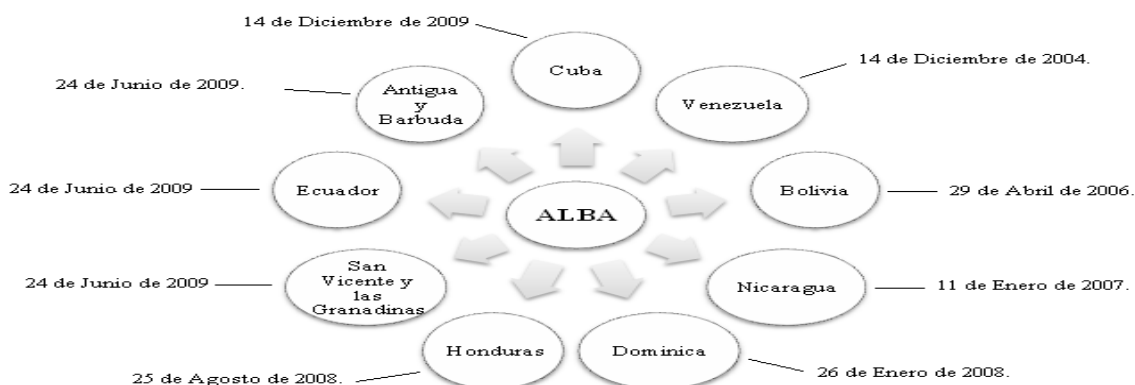 14 de Diciembre de 2009
Cuba
14 de Diciembre de 2004.
Venezuela
24 de Junio de 2009.
Antigua
y
Barbuda
24 de Junio de 2009
Ecuador
ALBA
Bolivia
29 de Abril de 2006.
24 de Junio de 2009
San
Vicente y
las
Granadinas
Nicaragua
11 de Enero de 2007.
Honduras
25 de Agosto de 2008.
Dominica
26 de Enero de 2008.